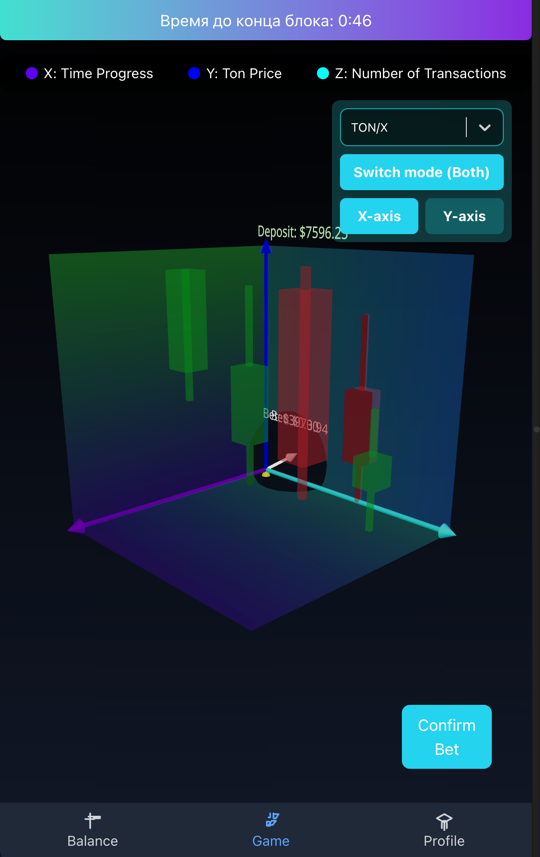 Время до конца блока: 0:46
X: Time Progress
Y: Ton Price
Z: Number of Transactions
TON/X
Switch mode (Both)
X-axis
Y-axis
Deposit: $7596.25
Confirm
Bet
Balance
Game
Profile